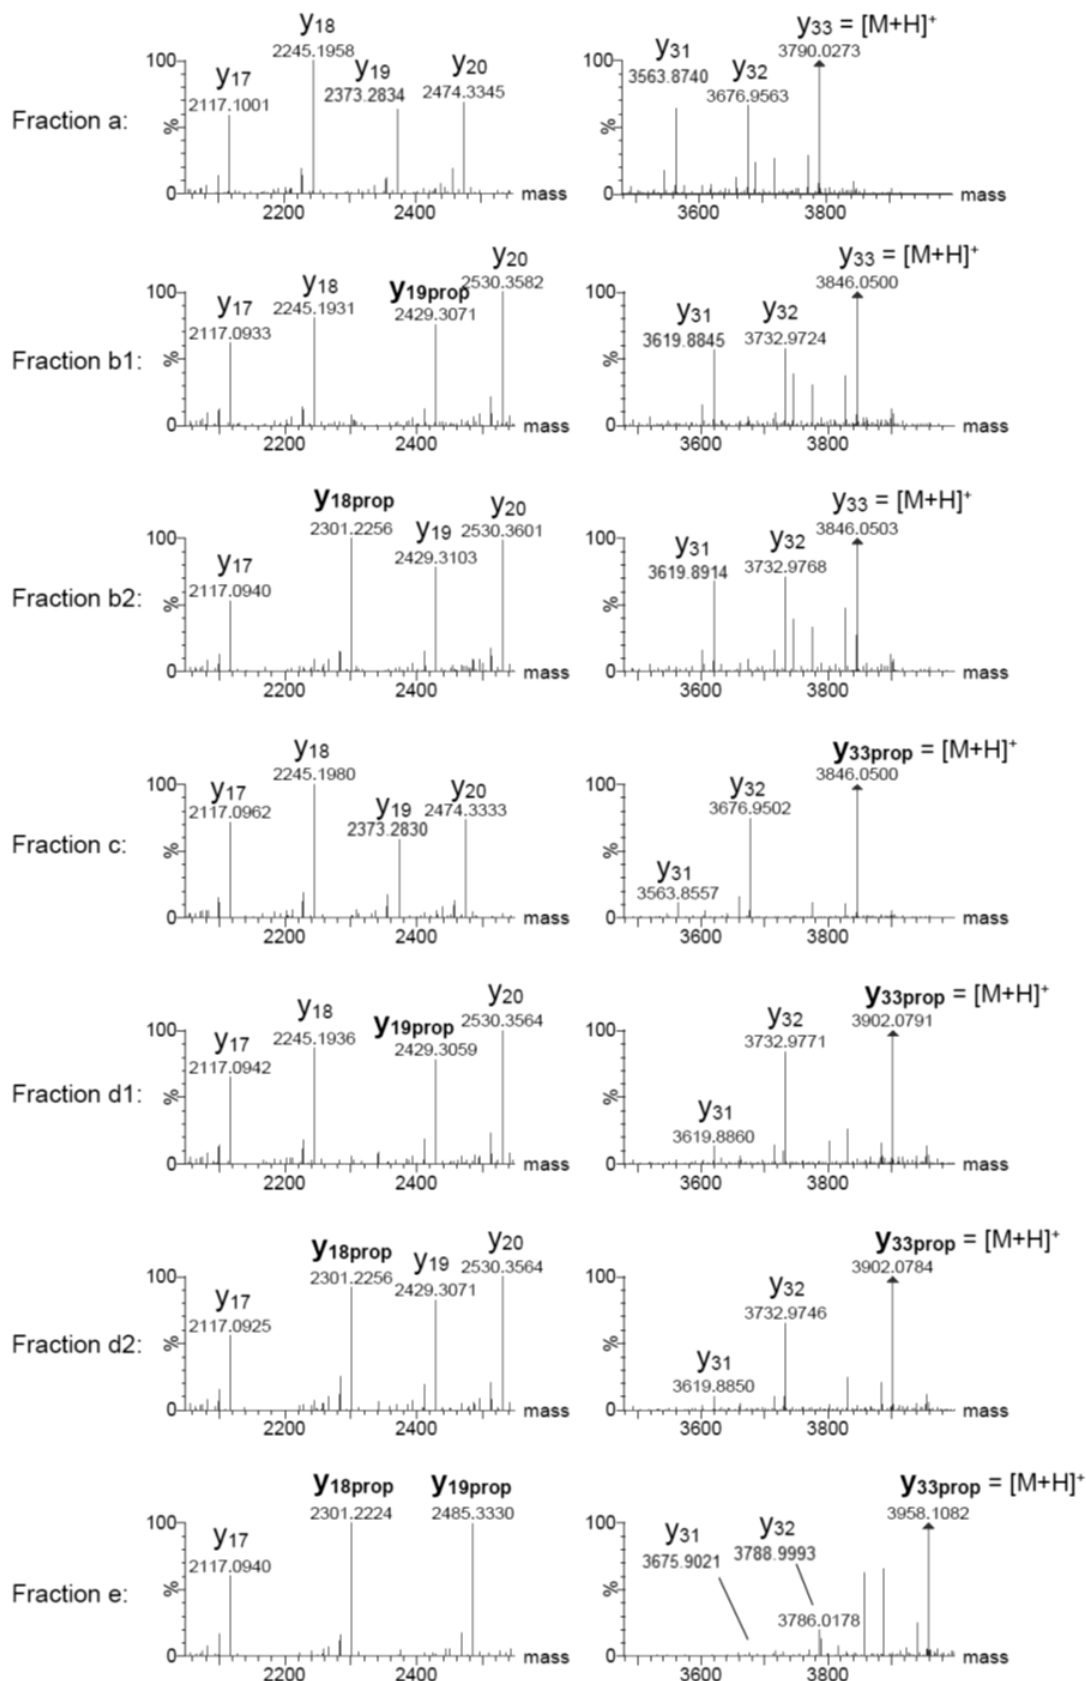 y18
2245.1958
y17
2117.1001
y19
2373.2834
y20
2474.3345
y31
3563.8740
y32
3676.9563
y33 = [M+H]+
3790.0273
Fraction a:
100
%
0
2200
2400
mass
100
%
0
3600
3800
mass
y17
2117.0933
y18
2245.1931
y19prop
2429.3071
y20
2530.3582
y31
3619.8845
y32
3732.9724
y33 = [M+H]+
3846.0500
Fraction b1:
100
%
0
2200
2400
mass
100
%
0
3600
3800
mass
y17
2117.0940
y18prop
2301.2256
y19
2429.3103
y20
2530.3601
y31
3619.8914
y32
3732.9768
y33 = [M+H]+
3846.0503
Fraction b2:
100
%
0
2200
2400
mass
100
%
0
3600
3800
mass
y17
2117.0962
y18
2245.1980
y19
2373.2830
y20
2474.3333
y31
3563.8557
y32
3676.9502
y33prop = [M+H]+
3846.0500
Fraction c:
100
%
0
2200
2400
mass
100
%
0
3600
3800
mass
y17
2117.0942
y18
2245.1936
y19prop
2429.3059
y20
2530.3564
y31
3619.8860
y32
3732.9771
y33prop = [M+H]+
3902.0791
Fraction d1:
100
%
0
2200
2400
mass
100
%
0
3600
3800
mass
y17
2117.0925
y18prop
2301.2256
y19
2429.3071
y20
2530.3564
y31
3619.8850
y32
3732.9746
y33prop = [M+H]+
3902.0784
Fraction d2:
100
%
0
2200
2400
mass
100
%
0
3600
3800
mass
y17
2117.0940
y18prop
2301.2224
y19prop
2485.3330
y31
3675.9021
y32
3788.9993
3786.0178
y33prop = [M+H]+
3958.1082
Fraction e:
100
%
0
2200
2400
mass
100
%
0
3600
3800
mass